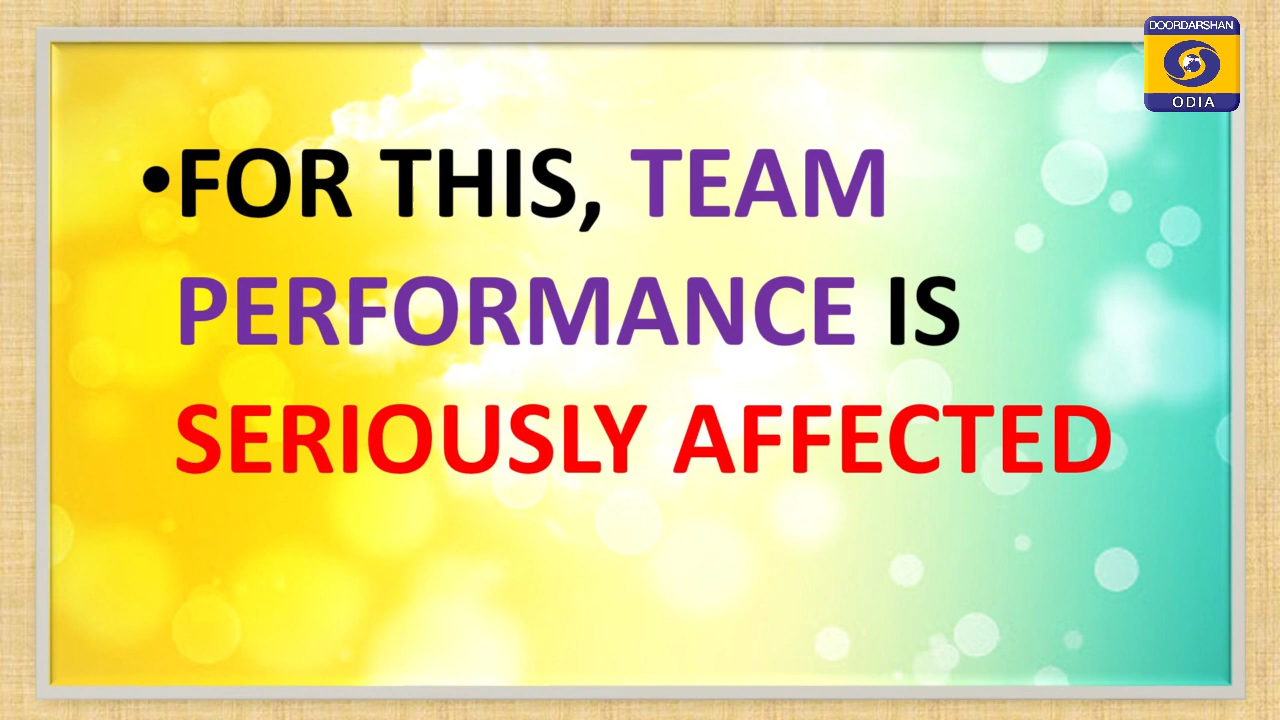 DOORDARSHAN
ODIA
•FOR THIS, TEAM
PERFORMANCE IS
SERIOUSLY AFFECTED